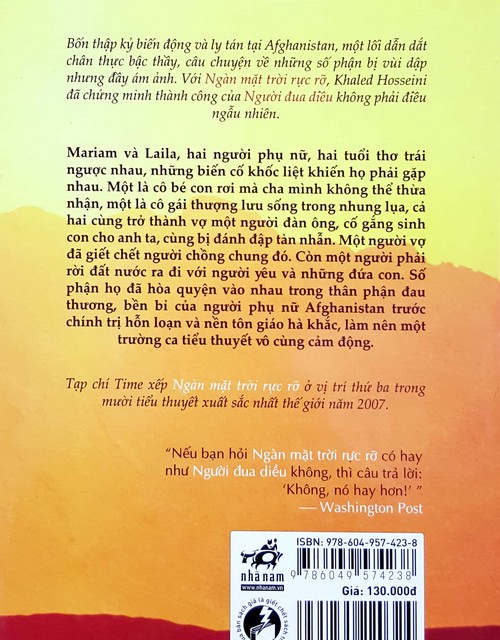 Bốn thập kỷ biến động và ly tán tại Afghanistan, một lối dẫn dắt
chân thực bậc thầy, câu chuyện về những số phận bị vùi dập
nhưng đầy ám ảnh. Với Ngàn mặt trời rực rỡ, Khaled Hosseini
đã chứng minh thành công của Người đua diều không phải điều
ngẫu nhiên.
Mariam và Laila, hai người phụ nữ, hai tuổi thơ trái
ngược nhau, những biến cố khốc liệt khiến họ phải gặp
nhau. Một là cô bé con rơi mà cha mình không thể thừa
nhận, một là cô gái thượng lưu sống trong nhung lụa, cả
hai cùng trở thành vợ một người đàn ông, cố gắng sinh
con cho anh ta, cùng bị đánh đập tàn nhẫn. Một người vợ
đã giết chết người chồng chung đó. Còn một người phải
rời đất nước ra đi với người yêu và những đứa con. Số
phận họ đã hòa quyện vào nhau trong thân phận đau
thương, bền bỉ của người phụ nữ Afghanistan trước
chính trị hỗn loạn và nền tôn giáo hà khắc, làm nên một
trường ca tiểu thuyết vô cùng cảm động.
Tạp chí Time xếp Ngàn mặt trời rực rỡ ở vị trí thứ ba trong
mười tiểu thuyết xuất sắc nhất thế giới năm 2007.
“Nếu bạn hỏi Ngàn mặt trời rực rỡ có hay
như Người đua diều không, thì câu trả lời:
‘Không, nó hay hơn!’ ”
— Washington Post
ISBN: 978-604-957-423-8
nhã nam
www.nhanam.vn
9 786049 574238
Giá: 130.000đ
bán sách giả là giết chết sách